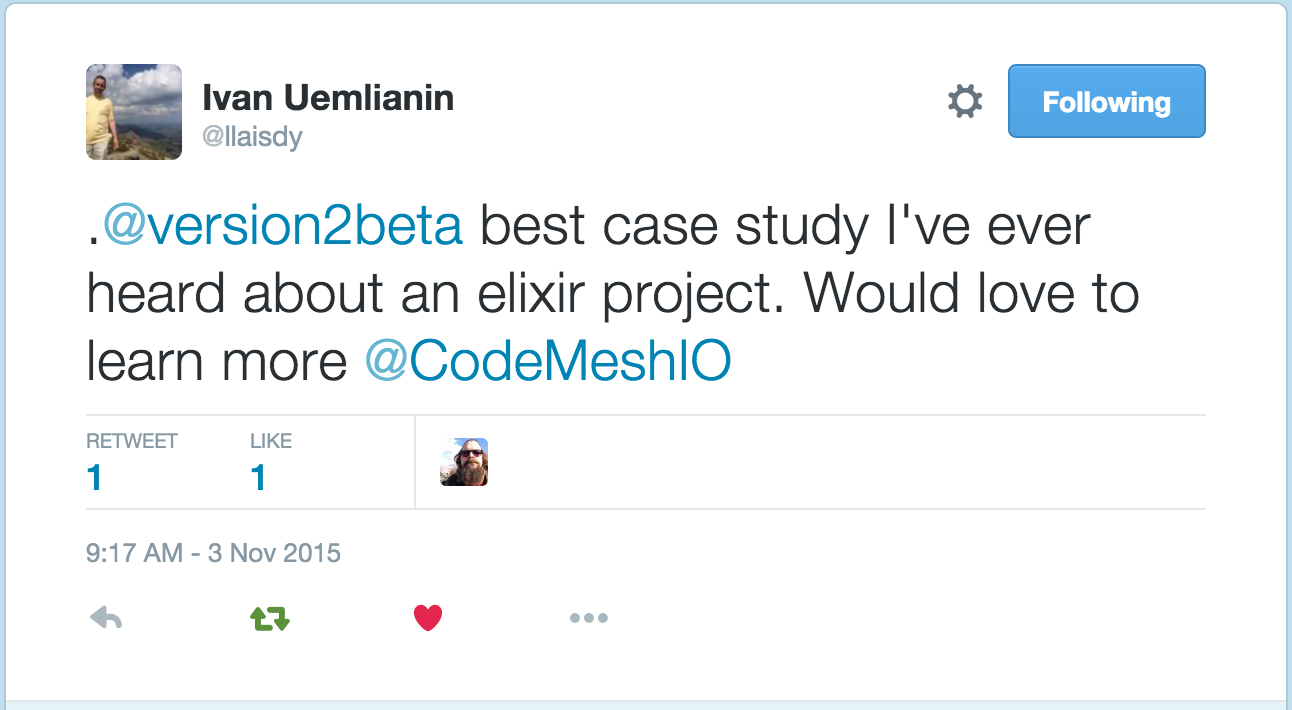 Ivan Uemlianin
@llaisdy
Following
.@version2beta best case study I've ever
heard about an elixir project. Would love to
learn more @CodeMeshIO
RETWEET LIKE
1 1
9:17 AM - 3 Nov 2015